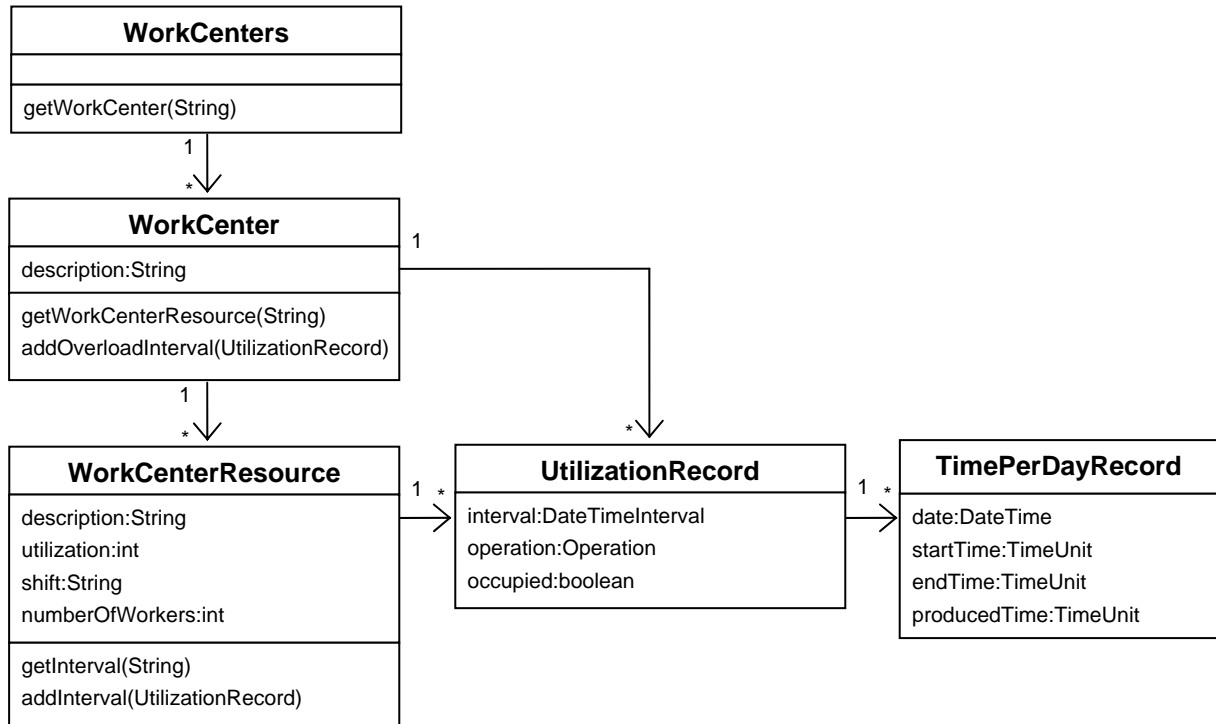 WorkCenters
getWorkCenter(String)
1
*
WorkCenter
description:String
getWorkCenterResource(String)
addOverloadInterval(UtilizationRecord)
1
*
1
*
WorkCenterResource
description:String
utilization:int
shift:String
numberOfWorkers:int
getInterval(String)
addInterval(UtilizationRecord)
1
*
UtilizationRecord
interval:DateTimeInterval
operation:Operation
occupied:boolean
1
*
TimePerDayRecord
date:DateTime
startTime:TimeUnit
endTime:TimeUnit
producedTime:TimeUnit